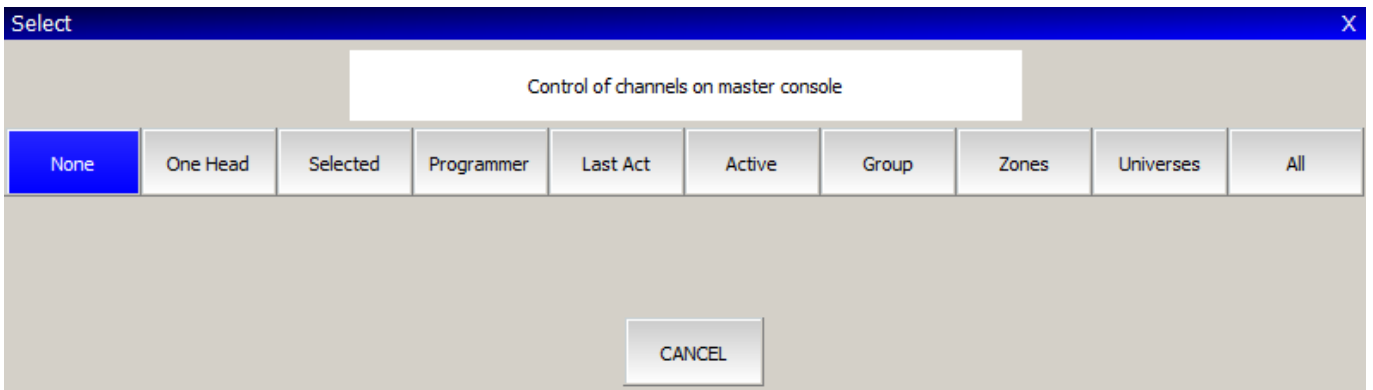 Select X
Control of channels on master console
None One Head Selected Programmer Last Act Active Group Zones Universes All
CANCEL